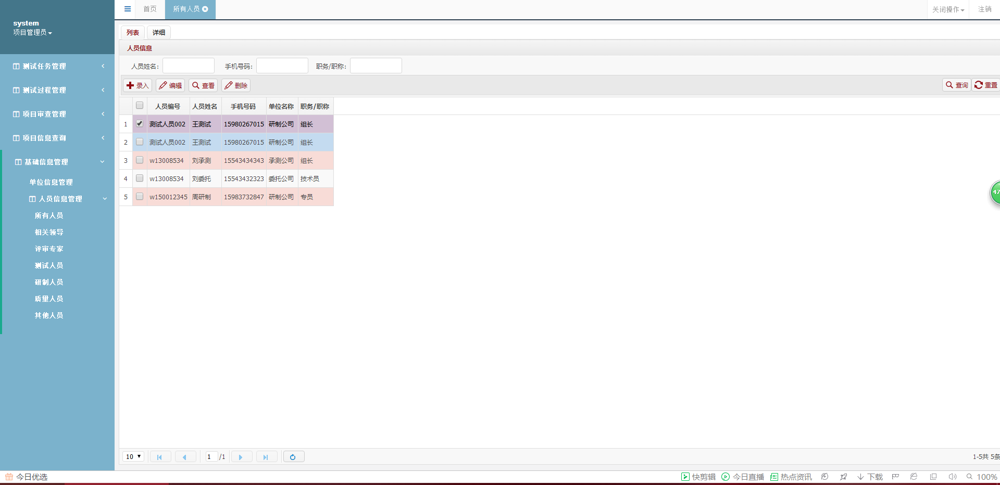 system
项目管理员
测试任务管理
测试过程管理
项目审查管理
项目信息查询
基础信息管理
单位信息管理
人员信息管理
所有人员
相关领导
评审专家
测试人员
研制人员
质量人员
其他人员
首页 所有人员 关闭操作 注销
列表 详细
人员信息
人员姓名: 手机号码: 职务/职称:
录入 编辑 查看 删除 查询 重置
人员编号 人员姓名 手机号码 单位名称 职务/职称
1 测试人员002 王测试 15980267015 研制公司 组长
2 测试人员002 王测试 15980267015 研制公司 组长
3 w13008534 刘承测 15543434343 承测公司 组长
4 w13008534 刘委托 15543432323 委托公司 技术员
5 w150012345 周研制 15983732847 研制公司 专员
47
10 1 /1 1-5共 5条
今日优选 快剪辑 今日直播 热点资讯 下载 100%